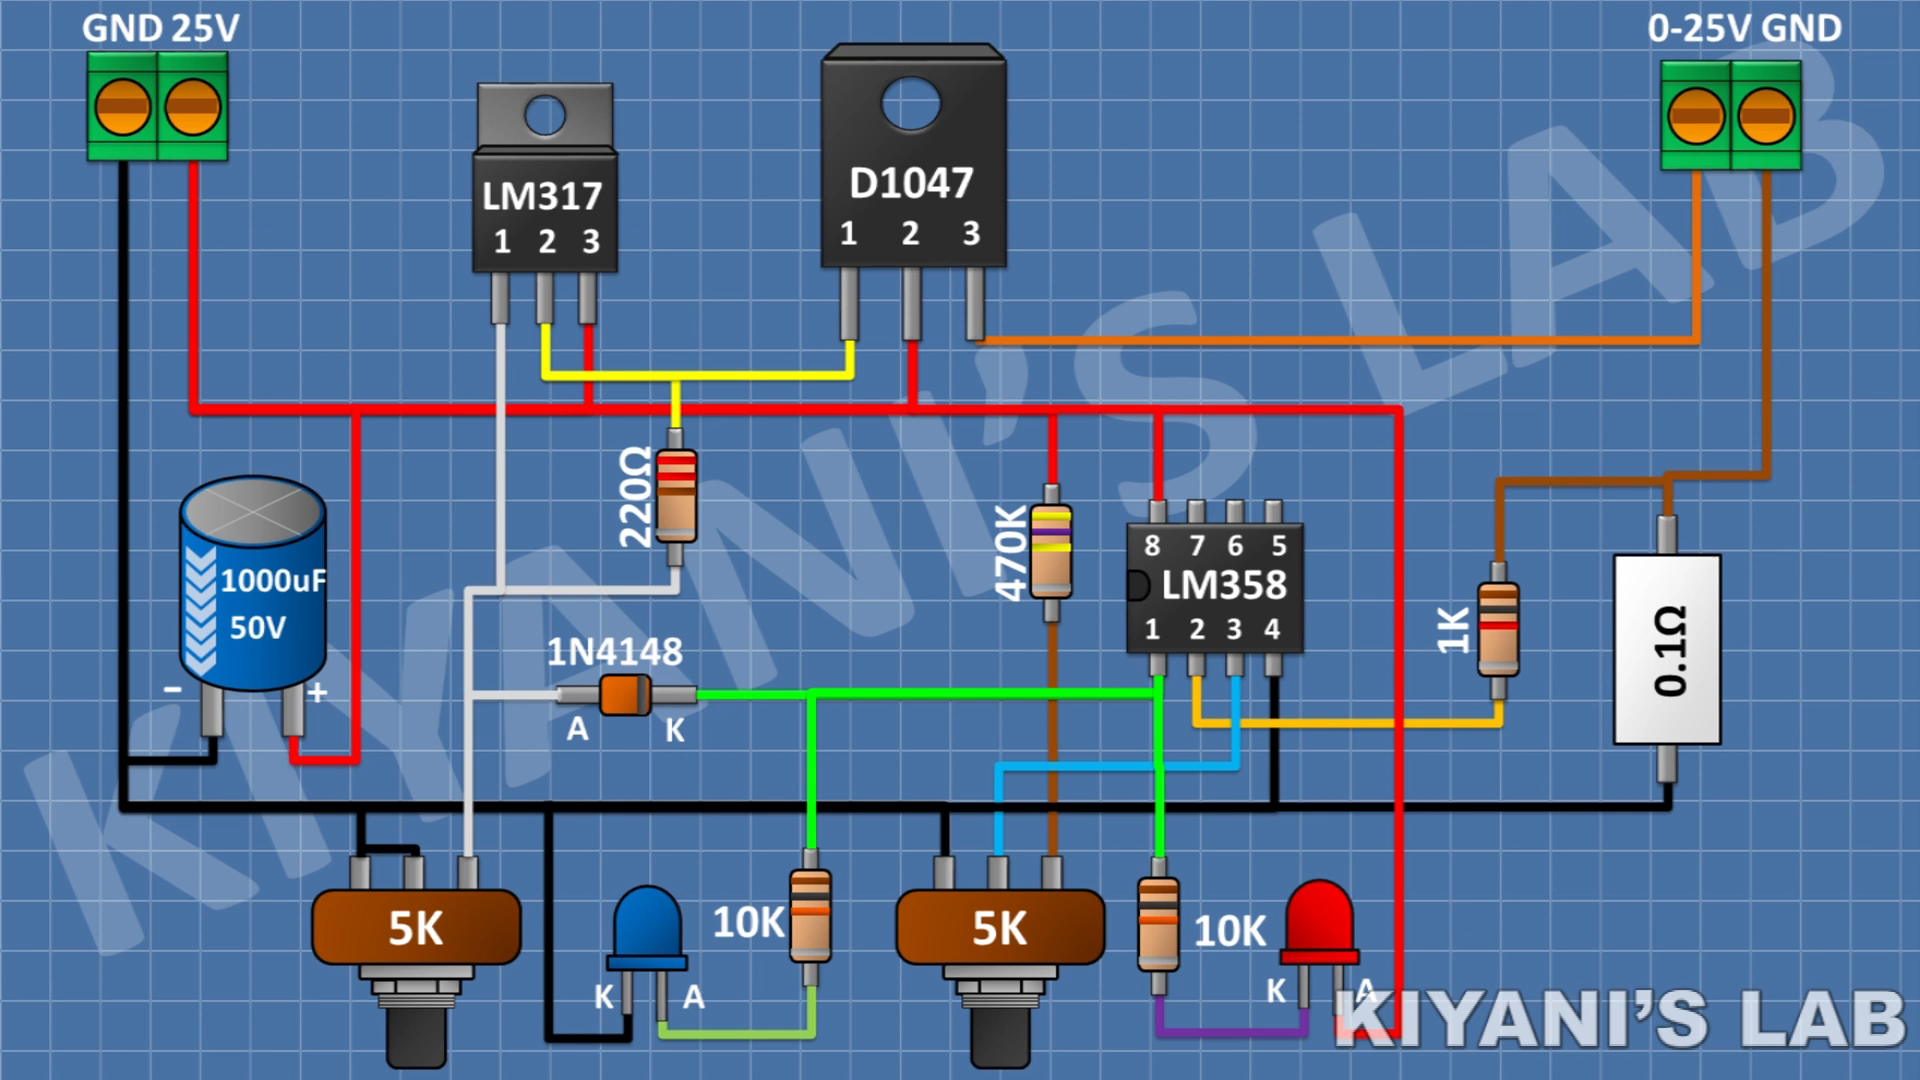 GND 25V
0-25V GND
LM317
1 2 3
D1047
1 2 3
220Ω
470K
8 7 6 5
LM358
1 2 3 4
1K
0.1Ω
1000uF
50V
- +
1N4148
A K
5K
10K
K A
5K
10K
K A
KIYANI'S LAB
KIYANI'S LAB